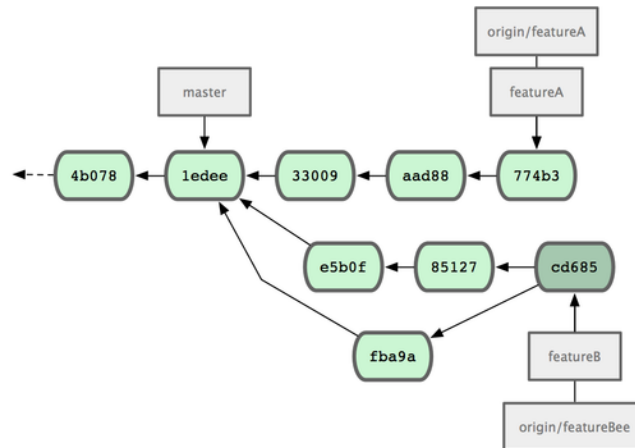 origin/featureA
master
featureA
4b078
1edee
33009
aad88
774b3
e5b0f
85127
cd685
fba9a
featureB
origin/featureBee